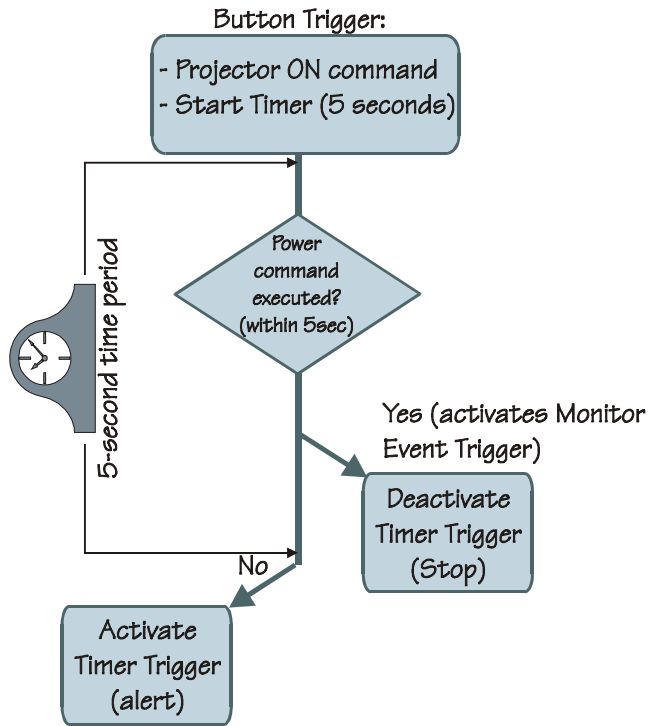 Button Trigger:
- Projector ON command
- Start Timer (5 seconds)
Power
command
executed?
(within 5sec)
5-second time period
Yes (activates Monitor
Event Trigger)
Deactivate
Timer Trigger
(Stop)
No
Activate
Timer Trigger
(alert)